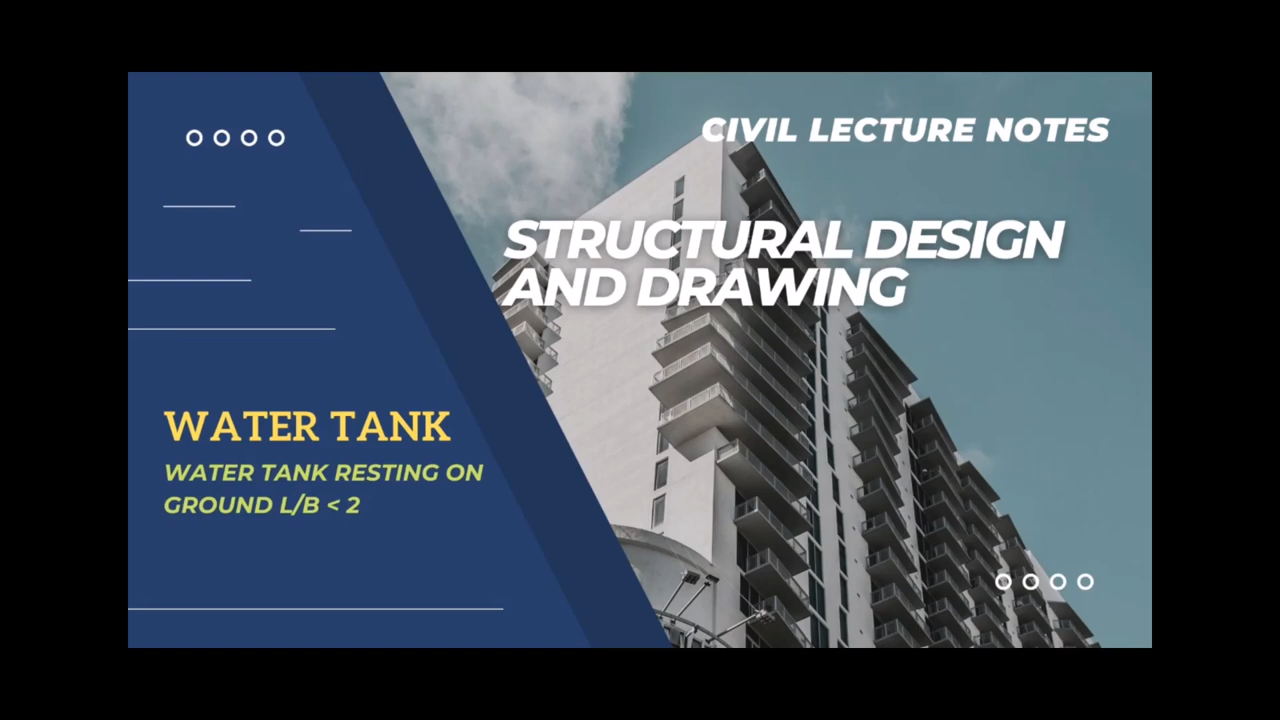 CIVIL LECTURE NOTES
STRUCTURAL DESIGN
AND DRAWING
WATER TANK
WATER TANK RESTING ON
GROUND L/B < 2